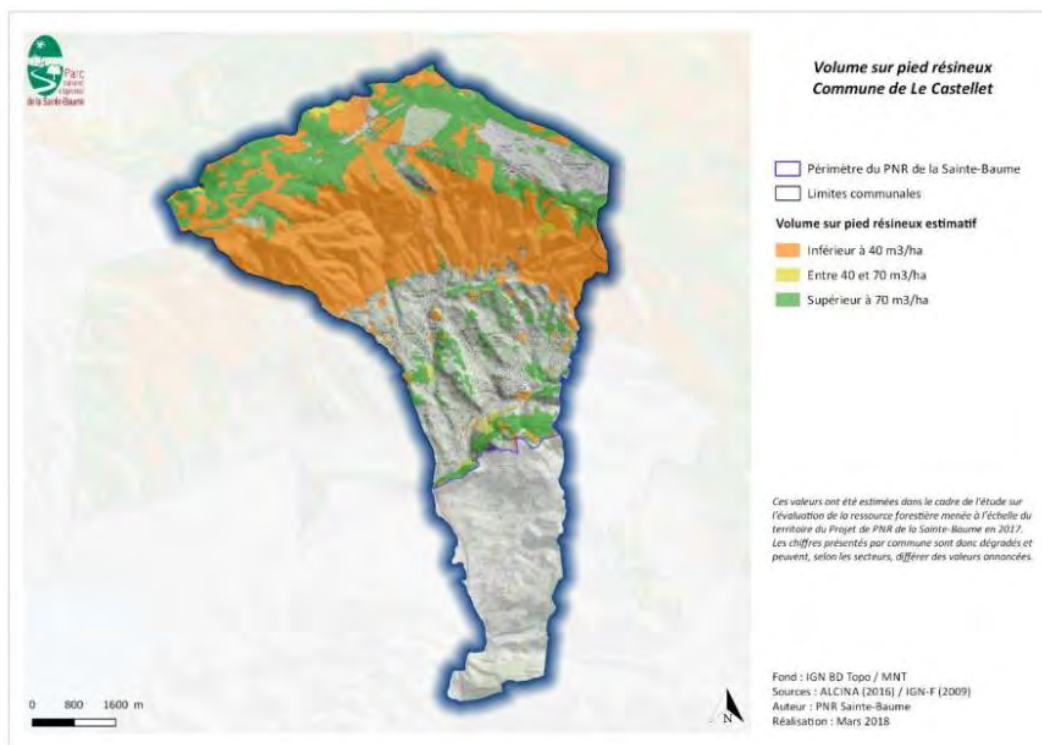 Parc
naturel
régional
de la Sainte-Baume
Volume sur pied résineux
Commune de Le Castellet
Périmètre du PNR de la Sainte-Baume
Limites communales
Volume sur pied résineux estimatif
Inférieur à 40 m3/ha
Entre 40 et 70 m3/ha
Supérieur à 70 m3/ha
Ces valeurs ont été estimées dans le cadre de l'étude sur
l'évaluation de la ressource forestière menée à l'échelle du
territoire du Projet de PNR de la Sainte-Baume en 2017.
Les chiffres présentés par commune sont donc dégradés et
peuvent, selon les secteurs, différer des valeurs annoncées.
0 800 1600 m
N
Fond : IGN BD Topo / MNT
Sources : ALCINA (2016) / IGN-F (2009)
Auteur : PNR Sainte-Baume
Réalisation : Mars 2018